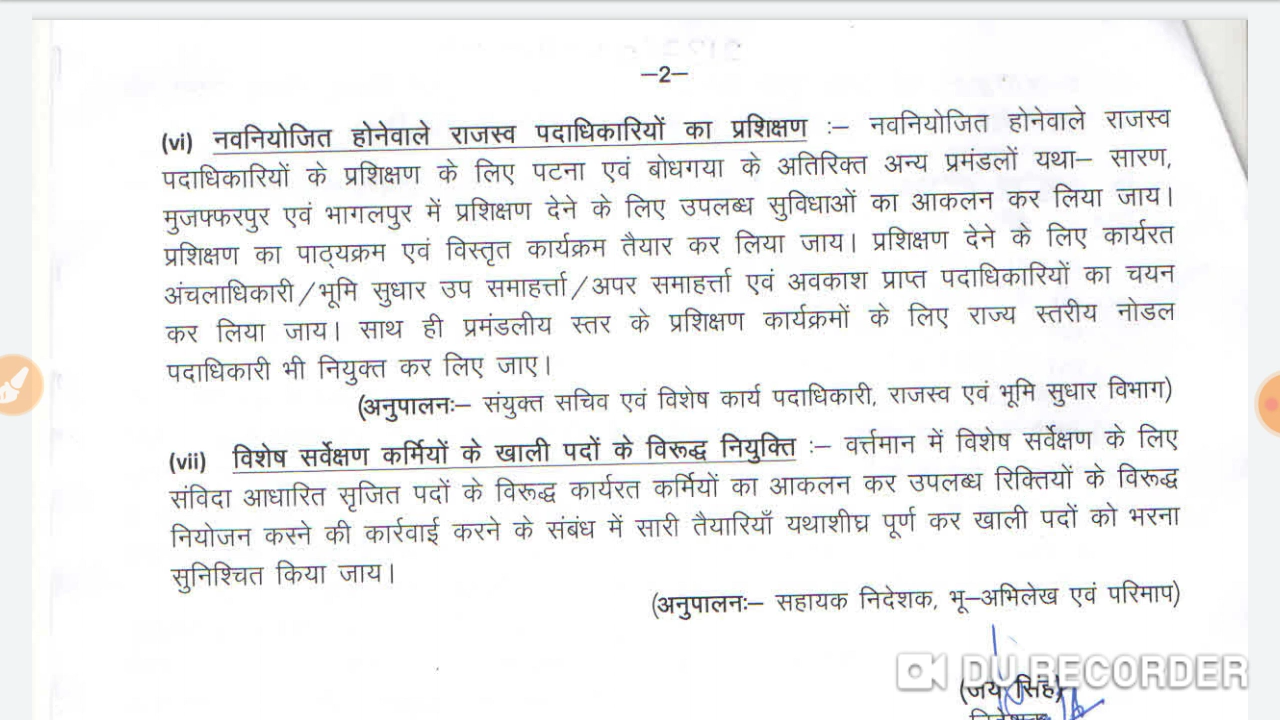 —2—
(vi) नवनियोजित होनेवाले राजस्व पदाधिकारियों का प्रशिक्षण :— नवनियोजित होनेवाले राजस्व
पदाधिकारियों के प्रशिक्षण के लिए पटना एवं बोधगया के अतिरिक्त अन्य प्रमंडलों यथा— सारण,
मुजफ्फरपुर एवं भागलपुर में प्रशिक्षण देने के लिए उपलब्ध सुविधाओं का आकलन कर लिया जाय।
प्रशिक्षण का पाठ्यक्रम एवं विस्तृत कार्यक्रम तैयार कर लिया जाय। प्रशिक्षण देने के लिए कार्यरत
अंचलाधिकारी/भूमि सुधार उप समाहर्त्ता/अपर समाहर्त्ता एवं अवकाश प्राप्त पदाधिकारियों का चयन
कर लिया जाय। साथ ही प्रमंडलीय स्तर के प्रशिक्षण कार्यक्रमों के लिए राज्य स्तरीय नोडल
पदाधिकारी भी नियुक्त कर लिए जाए।
(अनुपालनः— संयुक्त सचिव एवं विशेष कार्य पदाधिकारी, राजस्व एवं भूमि सुधार विभाग)
(vii) विशेष सर्वेक्षण कर्मियों के खाली पदों के विरूद्ध नियुक्ति :— वर्त्तमान में विशेष सर्वेक्षण के लिए
संविदा आधारित सृजित पदों के विरूद्ध कार्यरत कर्मियों का आकलन कर उपलब्ध रिक्तियों के विरूद्ध
नियोजन करने की कार्रवाई करने के संबंध में सारी तैयारियाँ यथाशीघ्र पूर्ण कर खाली पदों को भरना
सुनिश्चित किया जाय।
(अनुपालनः— सहायक निदेशक, भू—अभिलेख एवं परिमाप)
DU RECORDER
(जय सिंह)